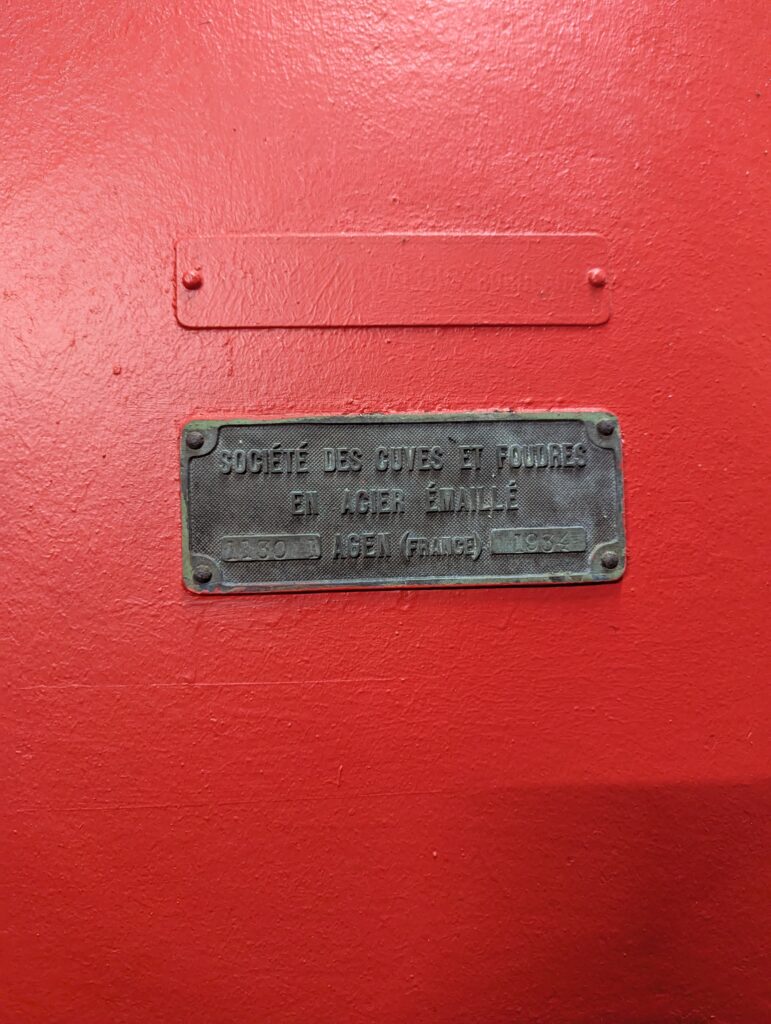 SOCIÉTÉ DES CUVES ET FOUDRES
EN ACIER ÉMAILLÉ
AGEN (FRANCE) 1934